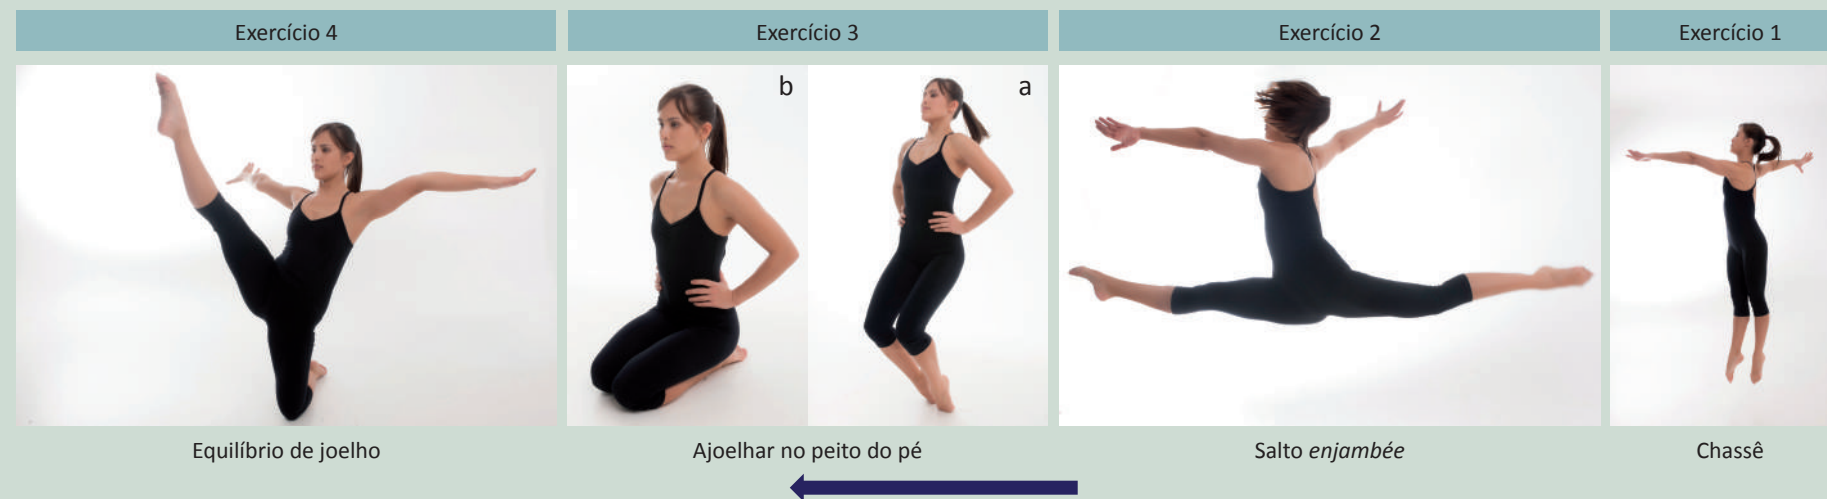 Exercício 4
Exercício 3
Exercício 2
Exercício 1
b
a
Equilíbrio de joelho
Ajoelhar no peito do pé
Salto enjambée
Chassê